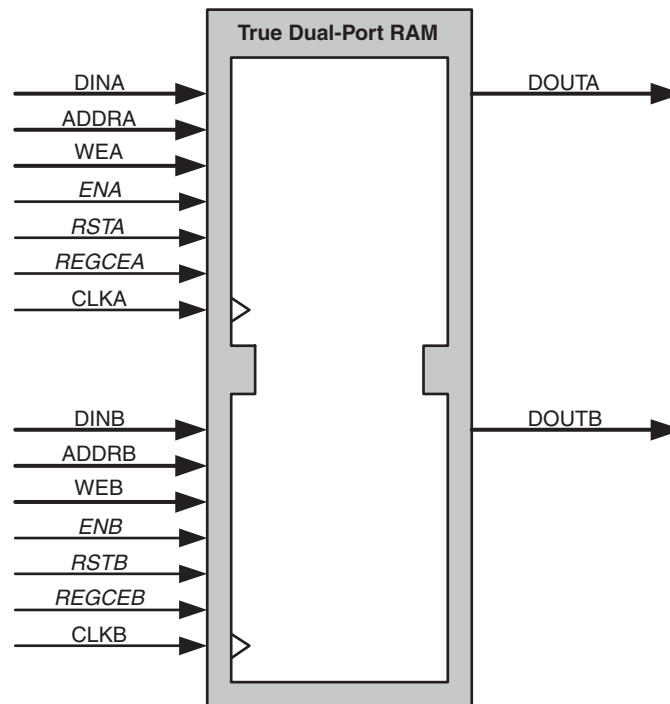 True Dual-Port RAM
DINA
ADDRA
WEA
ENA
RSTA
REGCEA
CLKA
DOUTA
DINB
ADDRB
WEB
ENB
RSTB
REGCEB
CLKB
DOUTB